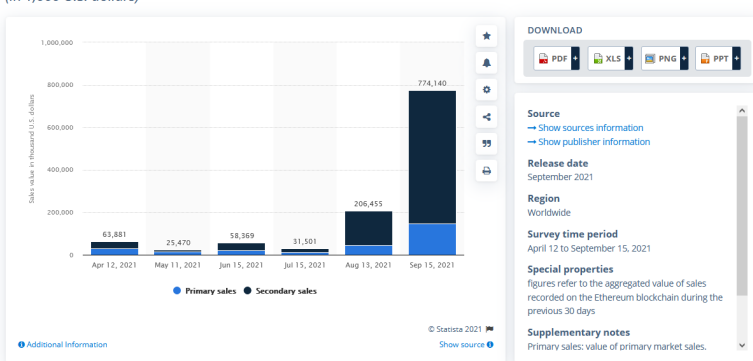 (in 1,000 U.S. dollars)
Sales value in thousand U.S. dollars
1,000,000
800,000
600,000
400,000
200,000
0
63,881
25,470
58,369
31,501
206,455
774,140
Apr 12, 2021
May 11, 2021
Jun 15, 2021
Jul 15, 2021
Aug 13, 2021
Sep 15, 2021
Primary sales
Secondary sales
© Statista 2021
Additional Information
Show source
DOWNLOAD
PDF +
XLS +
PNG +
PPT +
Source
→ Show sources information
→ Show publisher information
Release date
September 2021
Region
Worldwide
Survey time period
April 12 to September 15, 2021
Special properties
figures refer to the aggregated value of sales
recorded on the Ethereum blockchain during the
previous 30 days
Supplementary notes
Primary sales: value of primary market sales.